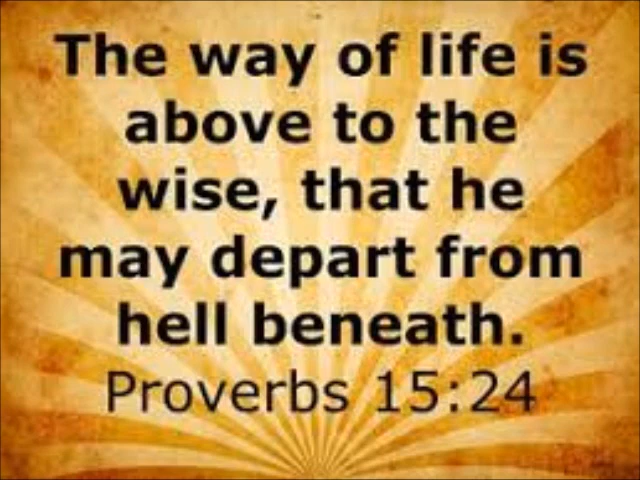 The way of life is
above to the
wise, that he
may depart from
hell beneath.
Proverbs 15:24